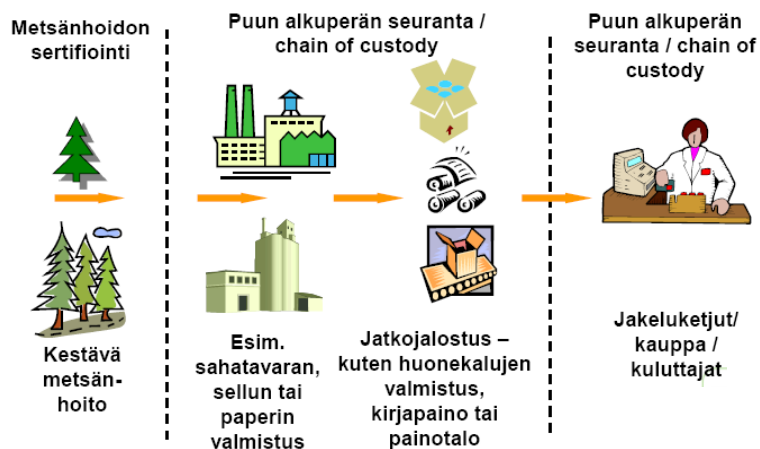 Metsänhoidon
sertifiointi
Puun alkuperän seuranta /
chain of custody
Puun alkuperän
seuranta / chain of
custody
Kestävä
metsän-
hoito
Esim.
sahatavaran,
sellun tai
paperin
valmistus
Jatkojalostus –
kuten huonekalujen
valmistus,
kirjapaino tai
painotalo
Jakeluketjut/
kauppa /
kuluttajat